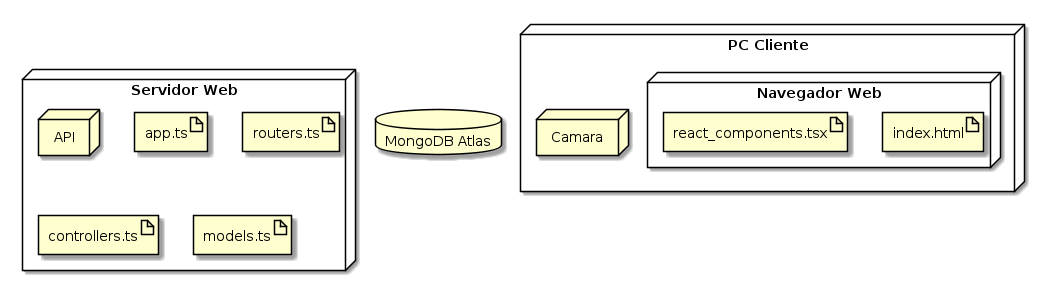 Servidor Web
API
app.ts
routers.ts
controllers.ts
models.ts
MongoDB Atlas
PC Cliente
Camara
Navegador Web
react_components.tsx
index.html